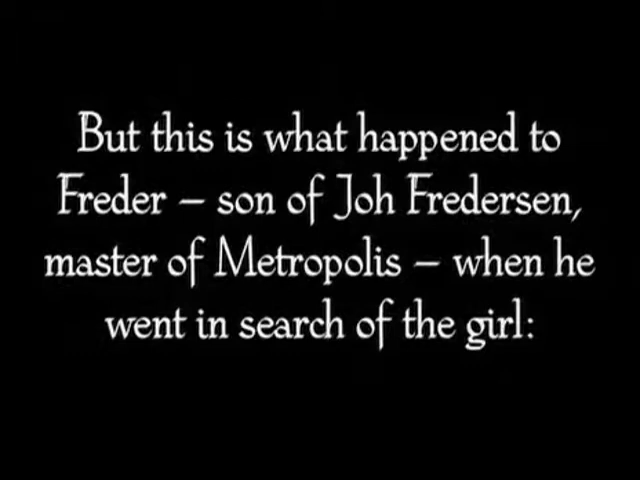 But this is what happened to
Freder – son of Joh Fredersen,
master of Metropolis – when he
went in search of the girl: